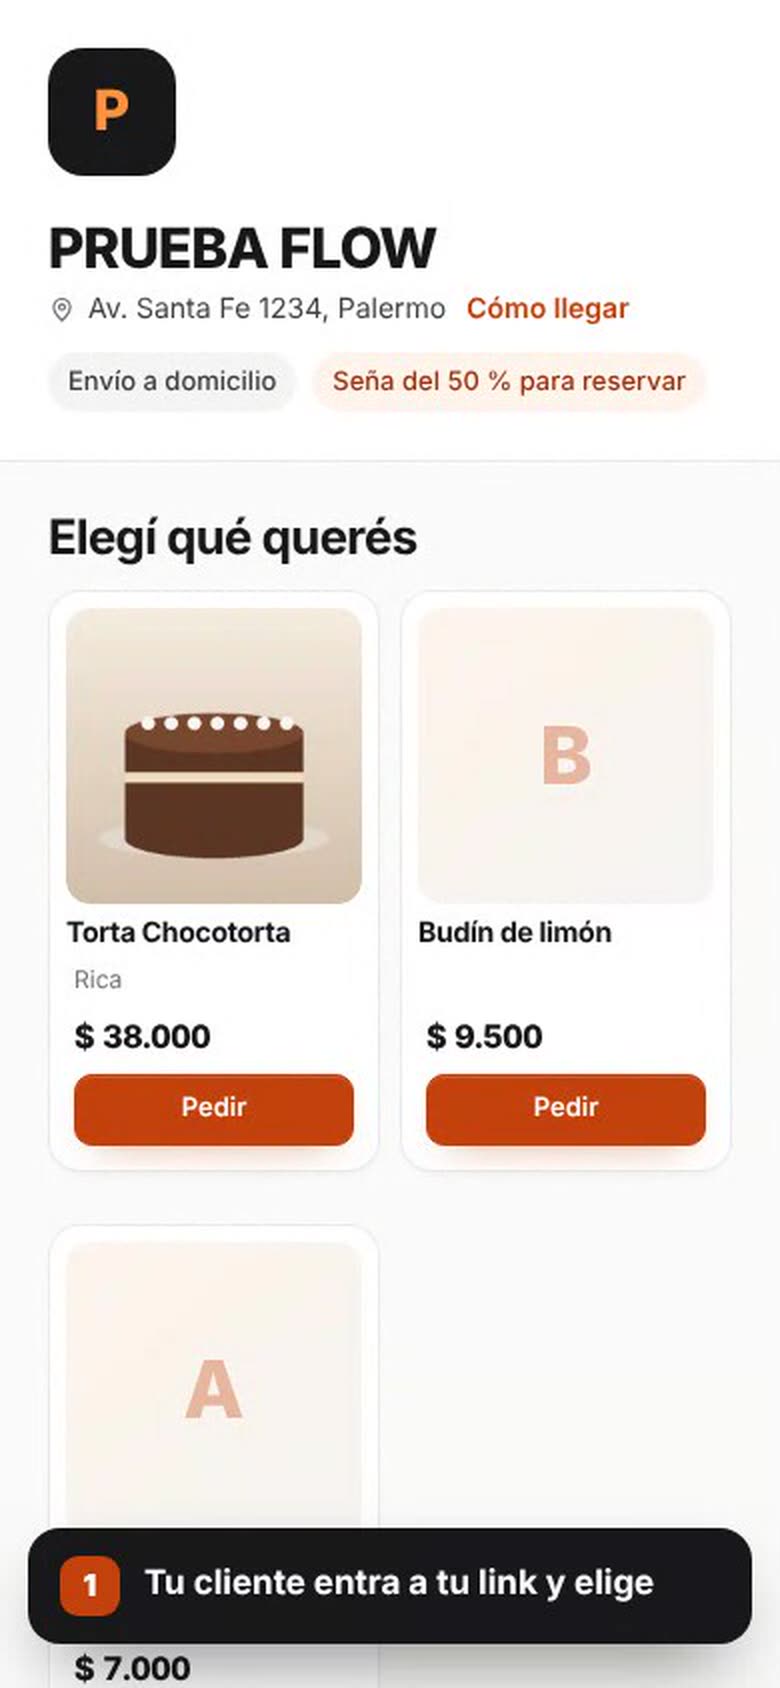 P
PRUEBA FLOW
Av. Santa Fe 1234, Palermo Cómo llegar
Envío a domicilio Seña del 50 % para reservar
Elegí qué querés
B
Torta Chocotorta Budín de limón
Rica
$ 38.000 $ 9.500
Pedir Pedir
A
1 Tu cliente entra a tu link y elige
$ 7.000